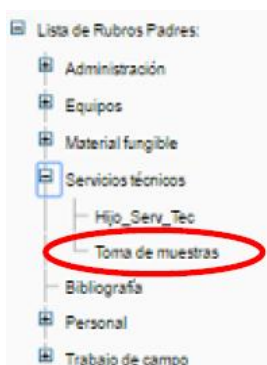 Lista de Rubros Padres:
Administración
Equipos
Material fungible
Servicios técnicos
Hijo_Serv_Tec
Toma de muestras
Bibliografía
Personal
Trabajo de campo